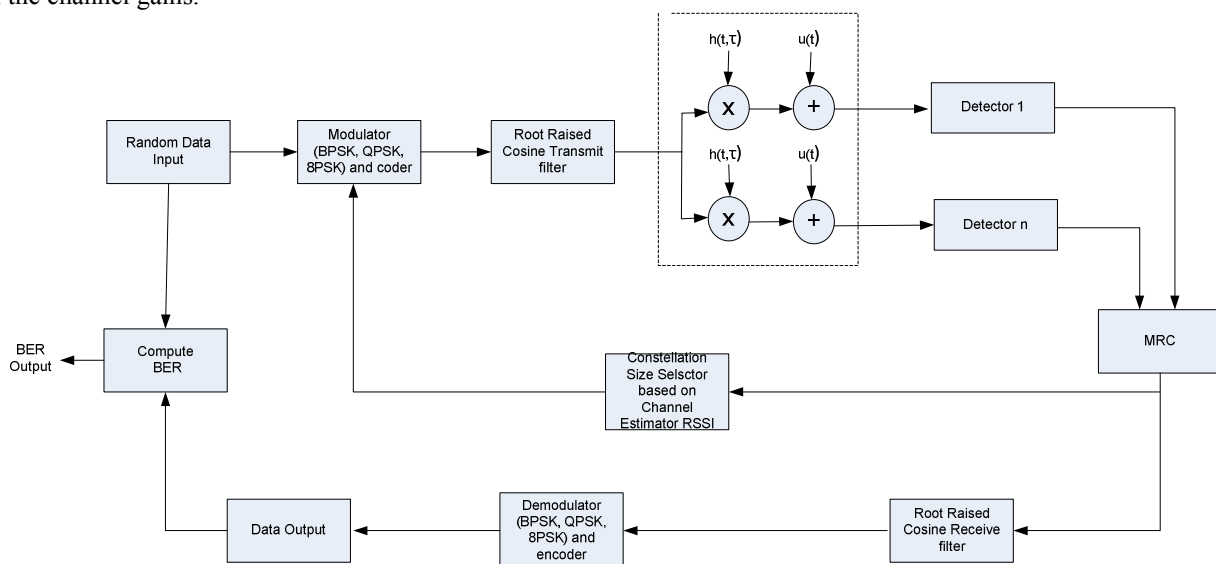 the channel gains.
h(t,τ)
u(t)
X
+
Detector 1
Random Data
Input
Modulator
(BPSK, QPSK,
8PSK) and coder
Root Raised
Cosine Transmit
filter
h(t,τ)
u(t)
X
+
Detector n
MRC
BER
Output
Compute
BER
Constellation
Size Selsctor
based on
Channel
Estimator RSSI
Data Output
Demodulator
(BPSK, QPSK,
8PSK) and
encoder
Root Raised
Cosine Receive
filter